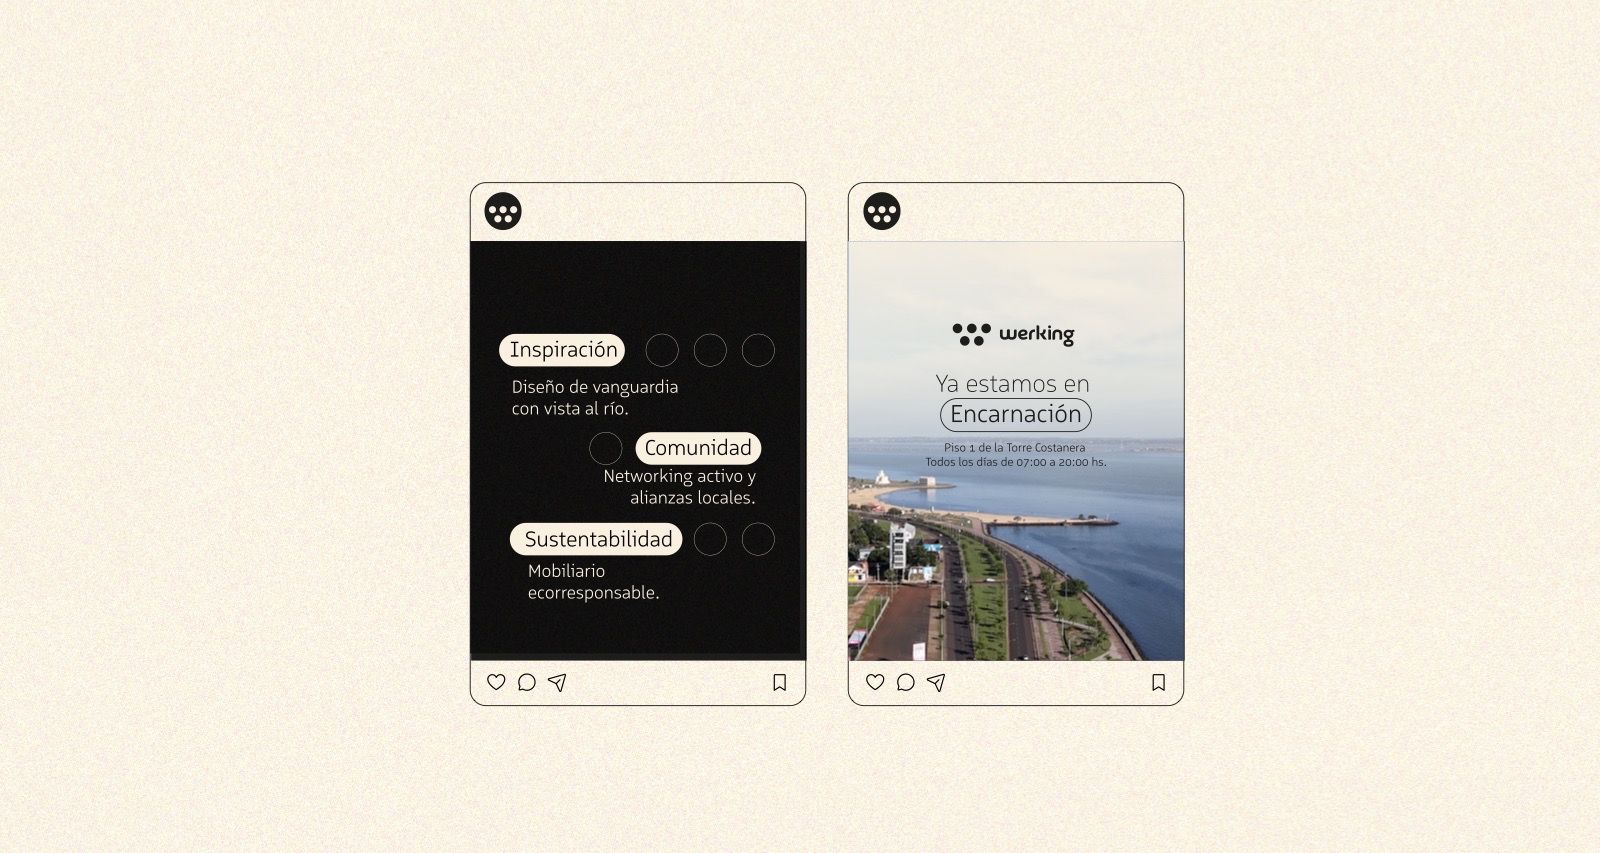 Inspiración
Diseño de vanguardia
con vista al río.
Comunidad
Networking activo y
alianzas locales.
Sustentabilidad
Mobiliario
ecorresponsable.
werking
Ya estamos en
Encarnación
Piso 1 de la Torre Costanera
Todos los días de 07:00 a 20:00 hs.